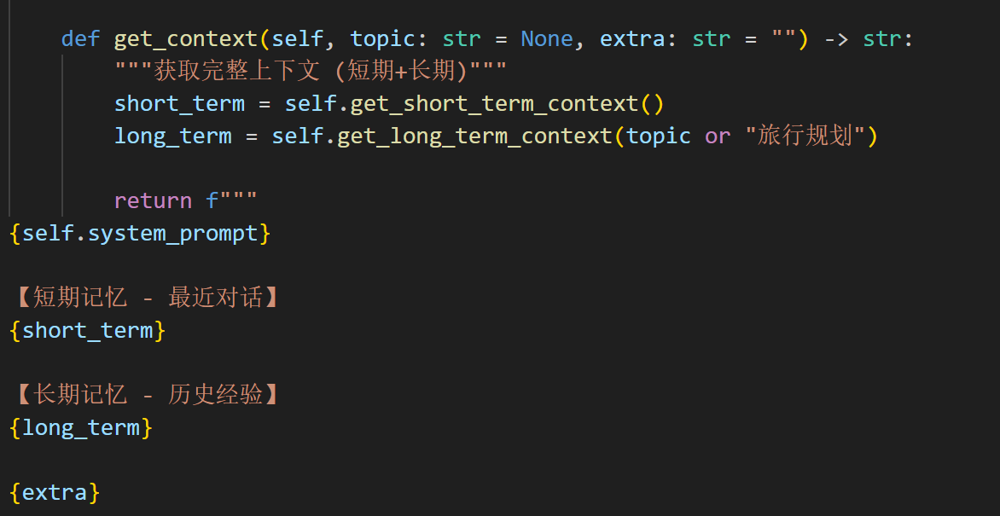 def get_context(self, topic: str = None, extra: str = "") -> str:
"""获取完整上下文 (短期+长期)"""
short_term = self.get_short_term_context()
long_term = self.get_long_term_context(topic or "旅行规划")
return f"""
{self.system_prompt}
【短期记忆 - 最近对话】
{short_term}
【长期记忆 - 历史经验】
{long_term}
{extra}